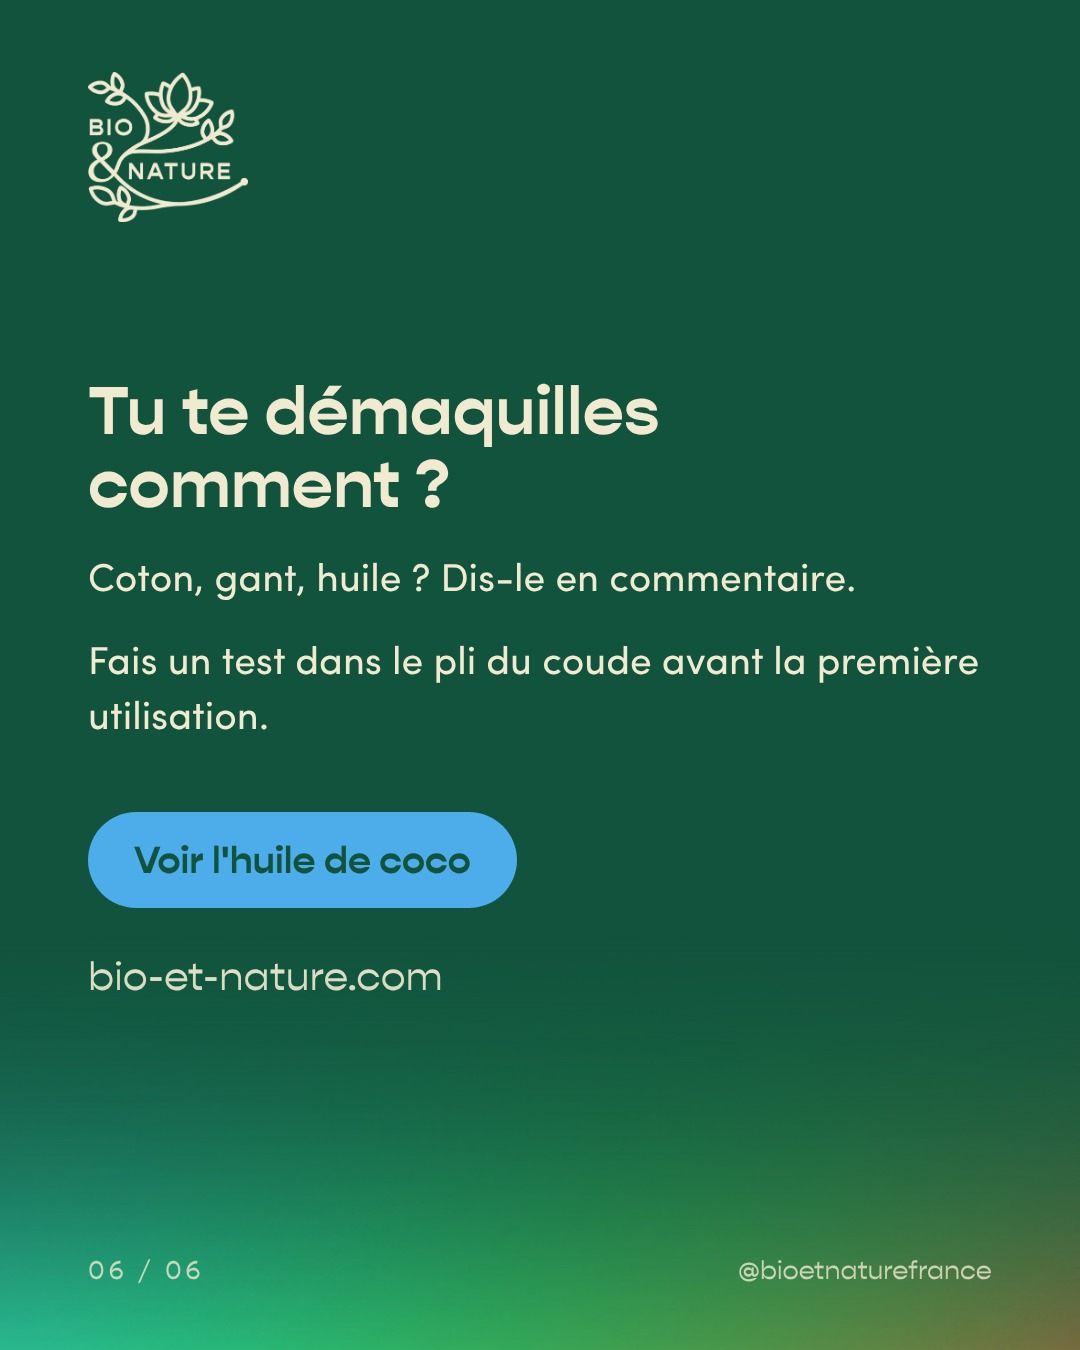 BIO
& NATURE
Tu te démaquilles
comment ?
Coton, gant, huile ? Dis-le en commentaire.
Fais un test dans le pli du coude avant la première
utilisation.
Voir l'huile de coco
bio-et-nature.com
06 / 06
@bioetnaturefrance